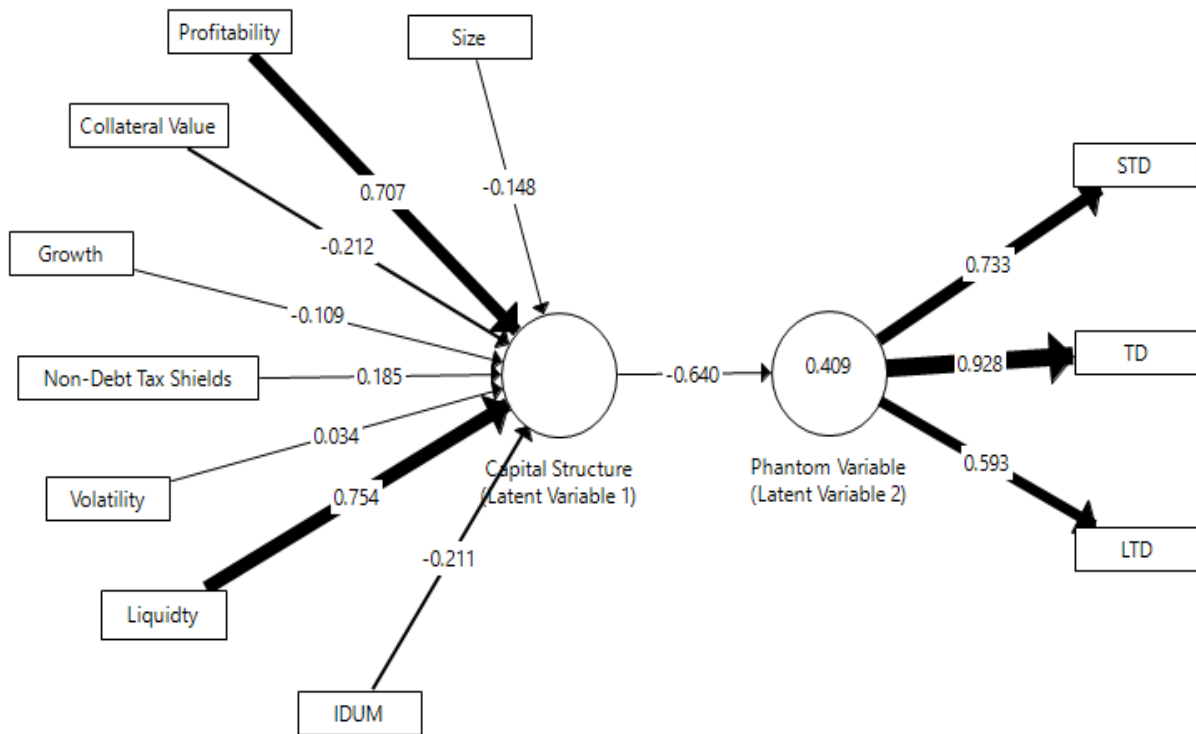 Profitability
Size
Collateral Value
STD
0.707
-0.148
-0.212
Growth
0.733
-0.109
TD
Non-Debt Tax Shields
0.185
-0.640
0.409
0.928
0.034
Volatility
0.754
Capital Structure
(Latent Variable 1)
Phantom Variable
(Latent Variable 2)
0.593
LTD
-0.211
Liquidty
IDUM